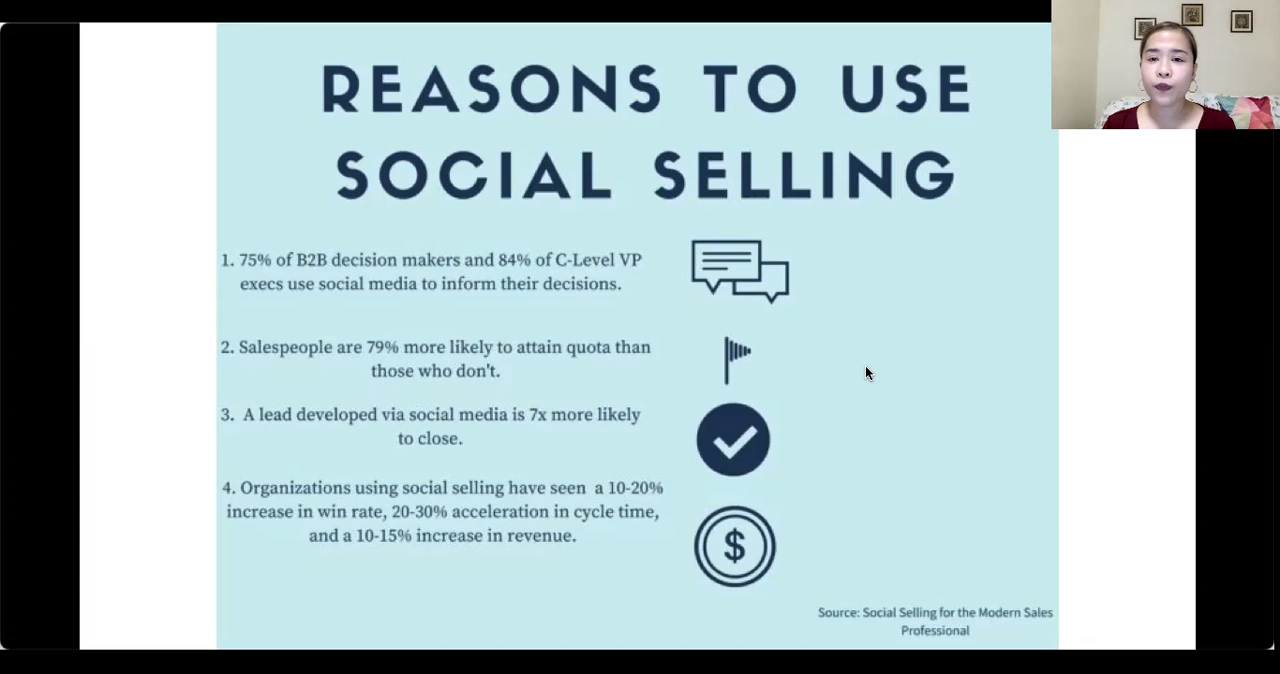 REASONS TO USE
SOCIAL SELLING
1. 75% of B2B decision makers and 84% of C-Level VP
execs use social media to inform their decisions.
2. Salespeople are 79% more likely to attain quota than
those who don't.
3. A lead developed via social media is 7x more likely
to close.
4. Organizations using social selling have seen a 10-20%
increase in win rate, 20-30% acceleration in cycle time,
and a 10-15% increase in revenue.
$
Source: Social Selling for the Modern Sales
Professional